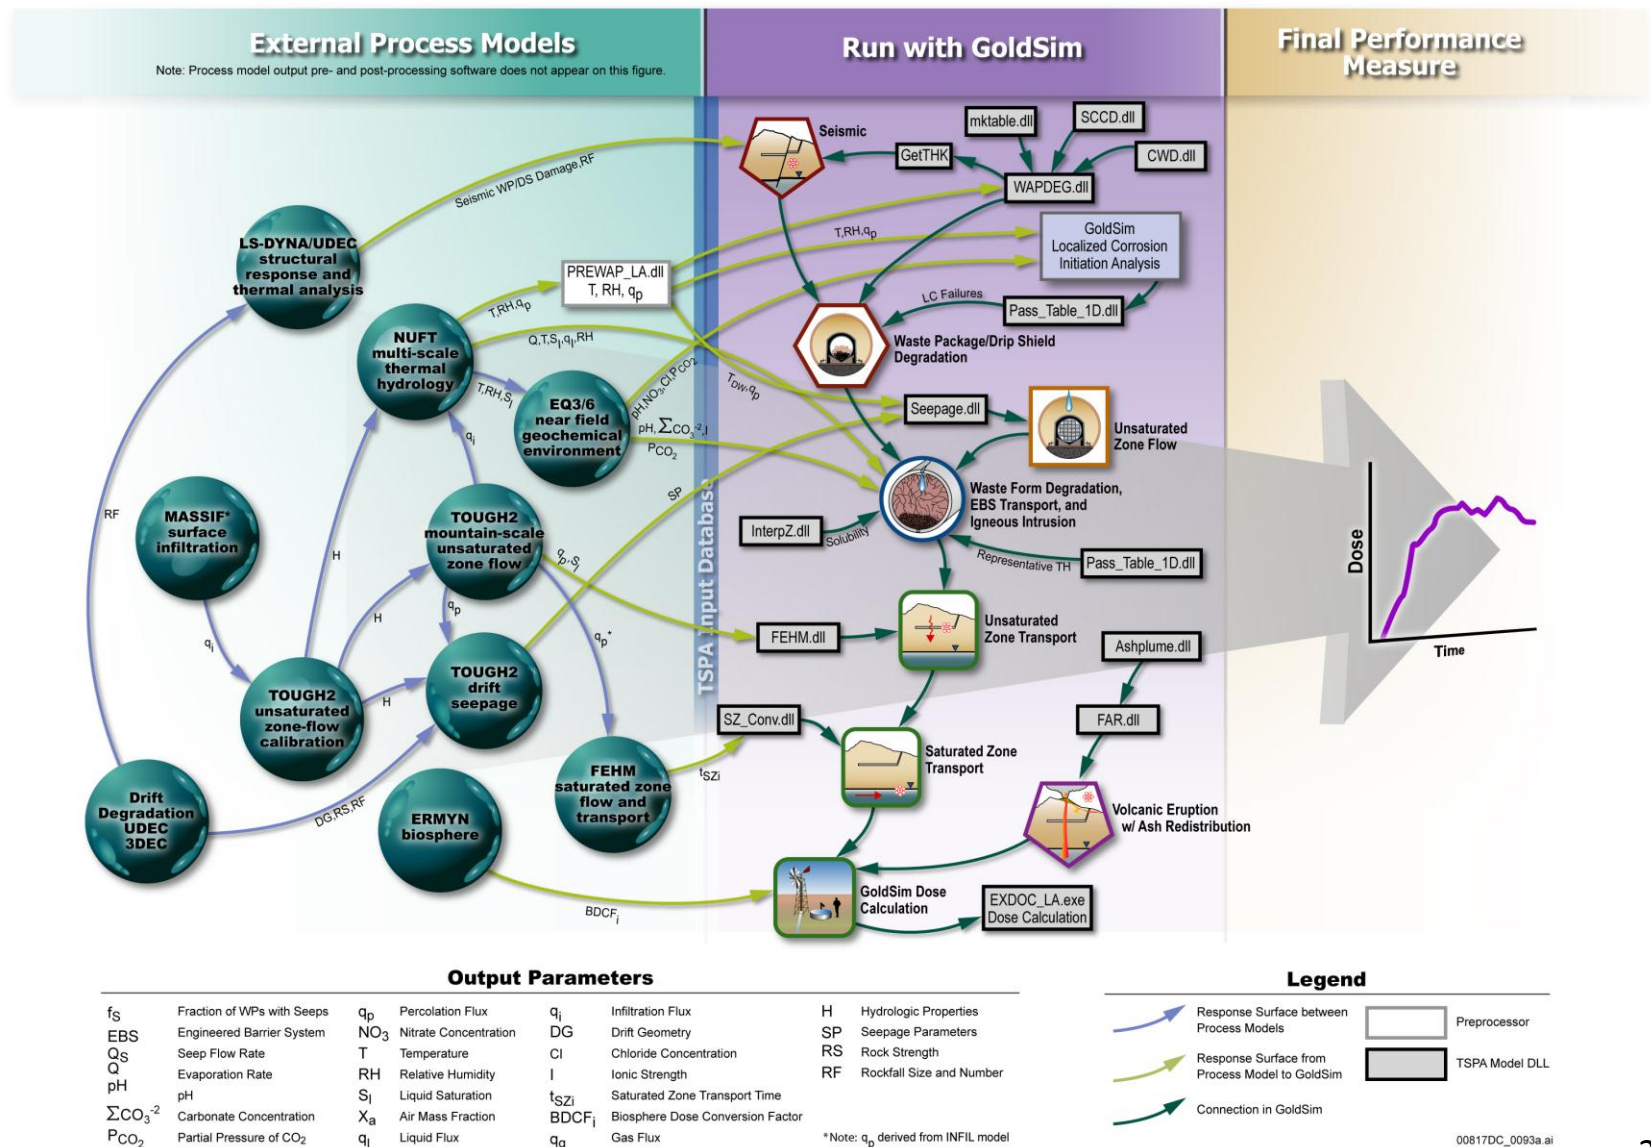 External Process Models
Note: Process model output pre- and post-processing software does not appear on this figure.
Run with GoldSim
Final Performance
Measure
Seismic
mktable.dll
SCCD.dll
GetTHK
CWD.dll
WAPDEG.dll
Seismic WP/DS Damage,RF
LS-DYNA/UDEC
structural
response and
thermal analysis
PREWAP_LA.dll
T, RH, qp
T,RH,qp
GoldSim
Localized Corrosion
Initiation Analysis
T,RH,qp
LC Failures
Pass_Table_1D.dll
NUFT
multi-scale
thermal
hydrology
Q,T,Sl,ql,RH
Waste Package/Drip Shield
Degradation
T,RH,Sl
pH,NO3,Cl,PCO2
TDW,qp
EQ3/6
near field
geochemical
environment
pH, ΣCO3-2,I
PCO2
Seepage.dll
Unsaturated
Zone Flow
qi
RF
MASSIF*
surface
infiltration
TOUGH2
mountain-scale
unsaturated
zone flow
SP
TSPA Input Database
InterpZ.dll
Solubility
Waste Form Degradation,
EBS Transport, and
Igneous Intrusion
Representative TH
Pass_Table_1D.dll
Dose
Time
H
H
qp
qp,Sl
qp*
qi
FEHM.dll
Unsaturated
Zone Transport
Ashplume.dll
TOUGH2
unsaturated
zone-flow
calibration
H
TOUGH2
drift
seepage
SZ_Conv.dll
FAR.dll
Saturated Zone
Transport
tSZi
FEHM
saturated zone
flow and
transport
Drift
Degradation
UDEC
3DEC
DG,RS,RF
ERMYN
biosphere
Volcanic Eruption
w/ Ash Redistribution
BDCFi
GoldSim Dose
Calculation
EXDOC_LA.exe
Dose Calculation
Output Parameters
fS Fraction of WPs with Seeps
EBS Engineered Barrier System
QS Seep Flow Rate
Q Evaporation Rate
pH pH
ΣCO3-2 Carbonate Concentration
PCO2 Partial Pressure of CO2
qp Percolation Flux
NO3 Nitrate Concentration
T Temperature
RH Relative Humidity
Sl Liquid Saturation
Xa Air Mass Fraction
ql Liquid Flux
qi Infiltration Flux
DG Drift Geometry
Cl Chloride Concentration
I Ionic Strength
tSZi Saturated Zone Transport Time
BDCFi Biosphere Dose Conversion Factor
qg Gas Flux
H Hydrologic Properties
SP Seepage Parameters
RS Rock Strength
RF Rockfall Size and Number
*Note: qp derived from INFIL model
Legend
Response Surface between
Process Models
Response Surface from
Process Model to GoldSim
Connection in GoldSim
Preprocessor
TSPA Model DLL
00817DC_0093a.ai